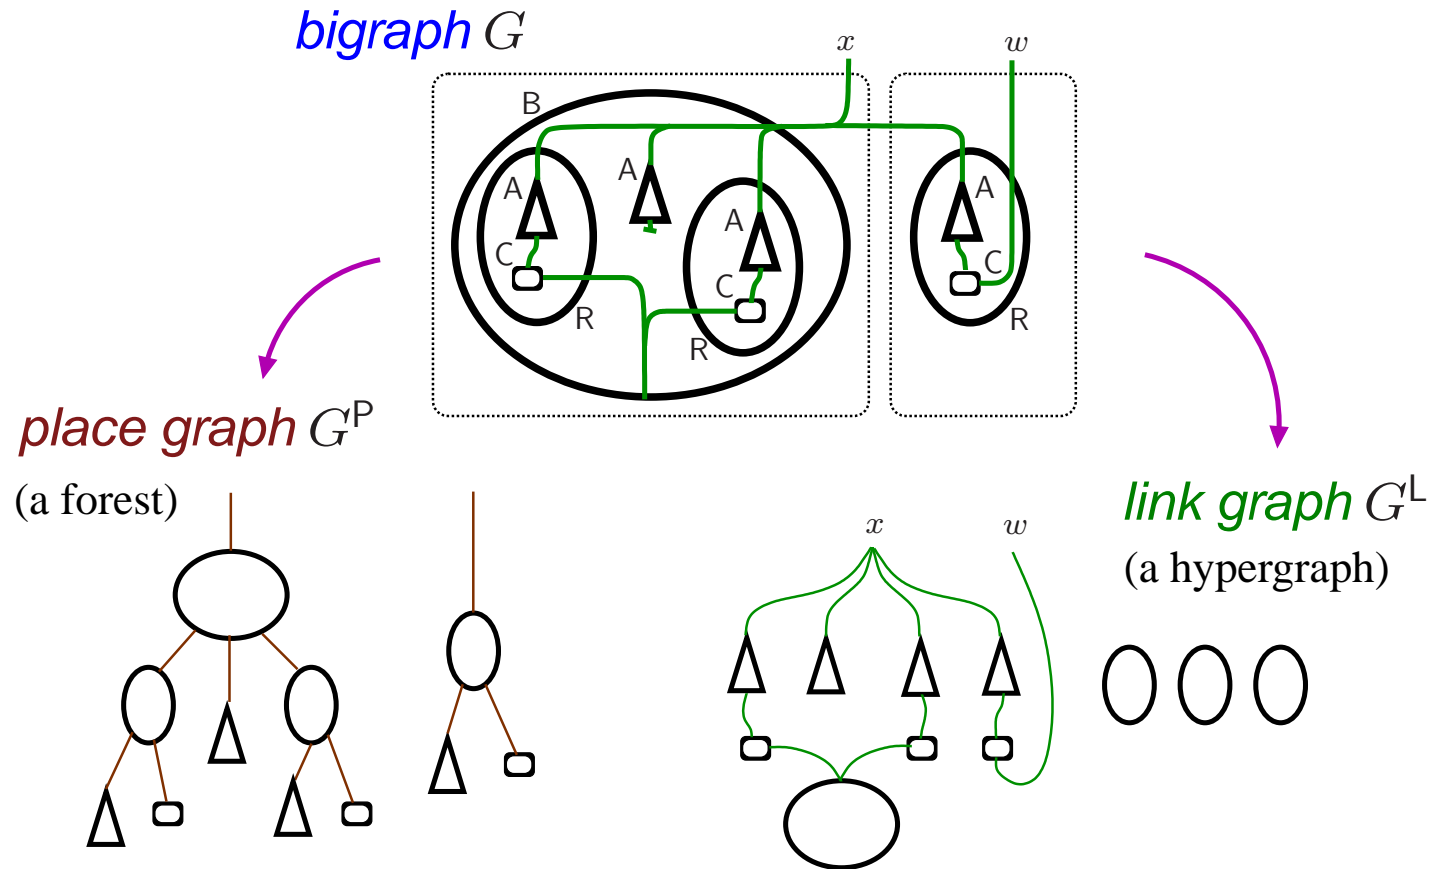 bigraph G
x w
B
A
A
A
A
C
C
C
R
R
R
place graph G^P
(a forest)
link graph G^L
(a hypergraph)
x w